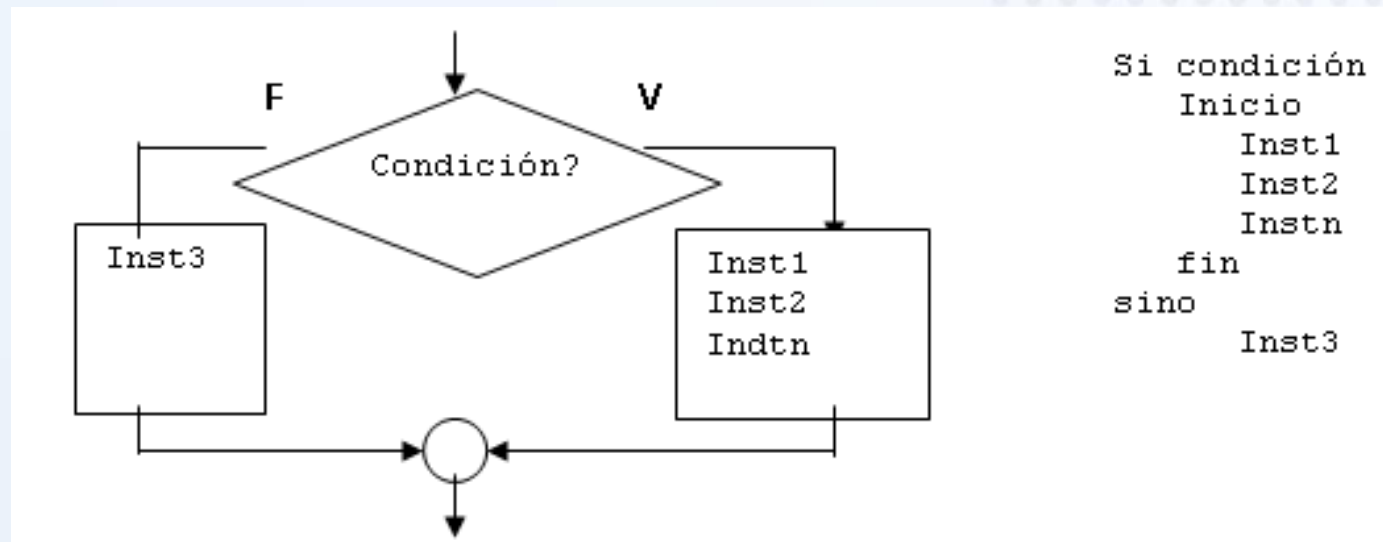 F
V
Condición?
Inst3
Inst1
Inst2
Indtn
Si condición
Inicio
Inst1
Inst2
Instn
fin
sino
Inst3